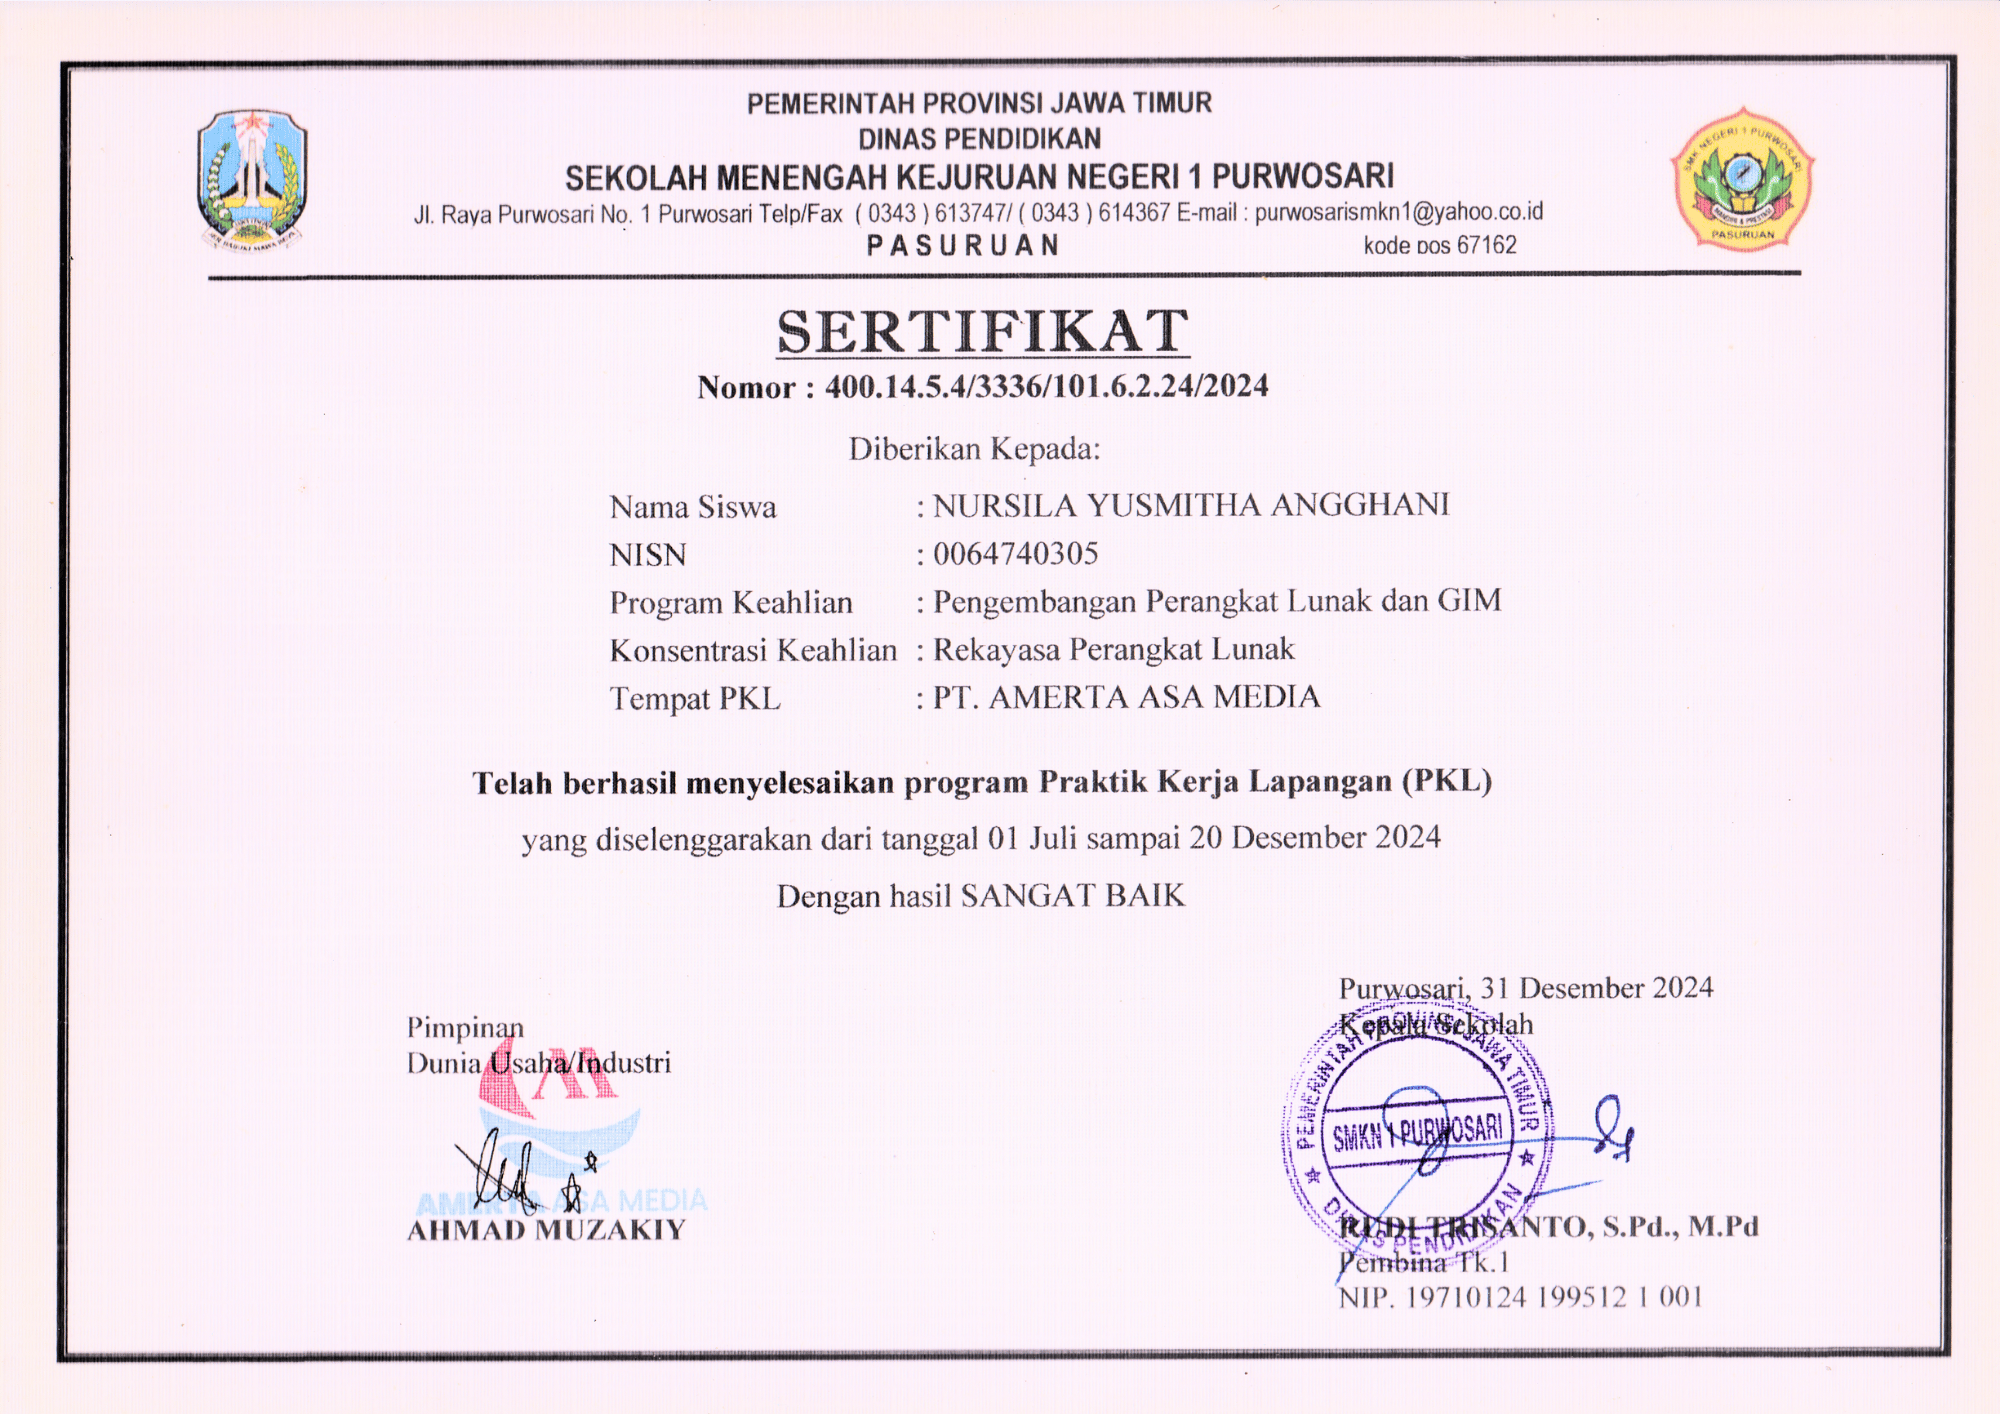 PEMERINTAH PROVINSI JAWA TIMUR
DINAS PENDIDIKAN
SEKOLAH MENENGAH KEJURUAN NEGERI 1 PURWOSARI
Jl. Raya Purwosari No. 1 Purwosari Telp/Fax ( 0343 ) 613747/ ( 0343 ) 614367 E-mail : purwosarismkn1@yahoo.co.id
PASURUAN kode pos 67162
SMK NEGERI 1 PURWOSARI
MANDIRI & PRESTASI
PASURUAN
SERTIFIKAT
Nomor : 400.14.5.4/3336/101.6.2.24/2024
Diberikan Kepada:
Nama Siswa : NURSILA YUSMITHA ANGGHANI
NISN : 0064740305
Program Keahlian : Pengembangan Perangkat Lunak dan GIM
Konsentrasi Keahlian : Rekayasa Perangkat Lunak
Tempat PKL : PT. AMERTA ASA MEDIA
Telah berhasil menyelesaikan program Praktik Kerja Lapangan (PKL)
yang diselenggarakan dari tanggal 01 Juli sampai 20 Desember 2024
Dengan hasil SANGAT BAIK
Pimpinan
Dunia Usaha/Industri
AMERTA ASA MEDIA
AHMAD MUZAKIY
Purwosari, 31 Desember 2024
Kepala Sekolah
PEMERINTAH PROVINSI JAWA TIMUR
SMKN 1 PURWOSARI
DINAS PENDIDIKAN
RUDI TRISANTO, S.Pd., M.Pd
Pembina Tk.1
NIP. 19710124 199512 1 001